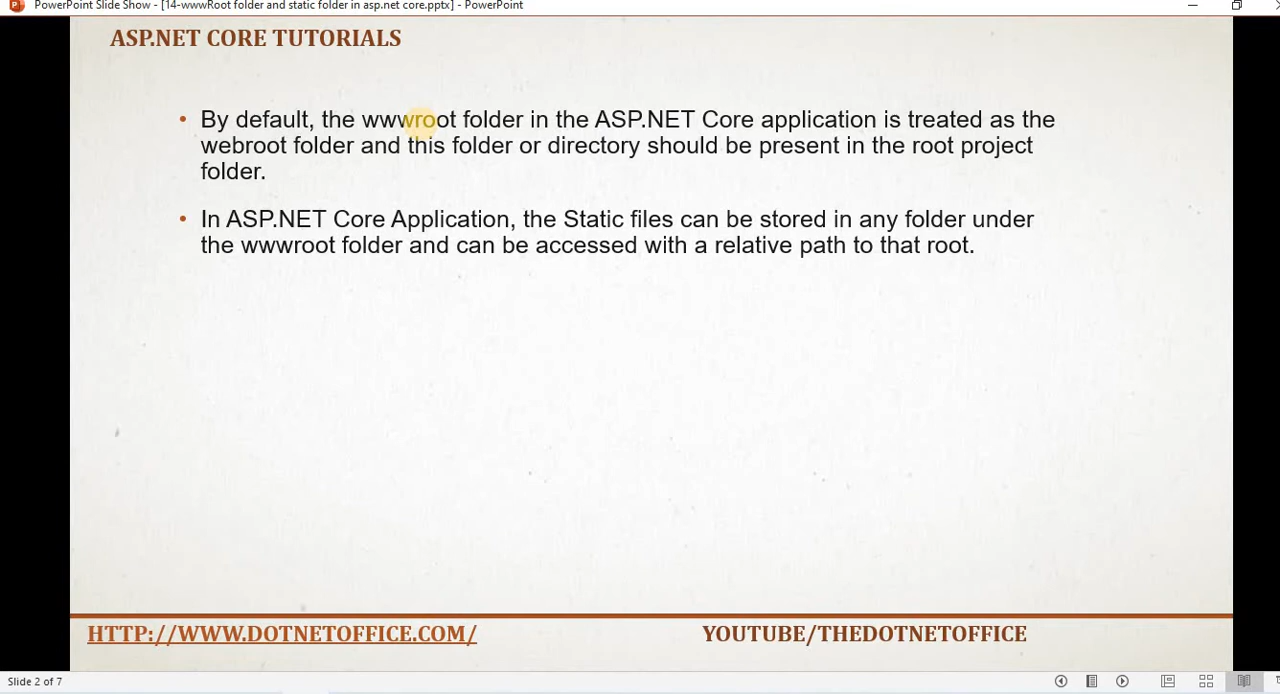 PowerPoint Slide Show - [14-wwwRoot folder and static folder in asp.net core.pptx] - PowerPoint
ASP.NET CORE TUTORIALS
• By default, the wwwroot folder in the ASP.NET Core application is treated as the
webroot folder and this folder or directory should be present in the root project
folder.
• In ASP.NET Core Application, the Static files can be stored in any folder under
the wwwroot folder and can be accessed with a relative path to that root.
HTTP://WWW.DOTNETOFFICE.COM/
YOUTUBE/THEDOTNETOFFICE
Slide 2 of 7